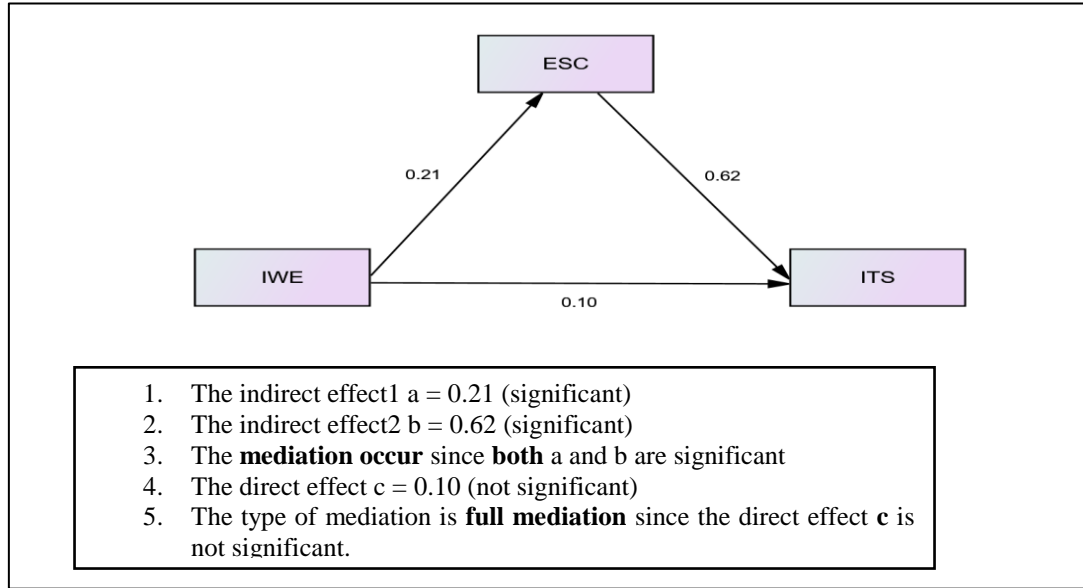 ESC
0.21
0.62
IWE
ITS
0.10
1. The indirect effect1 a = 0.21 (significant)
2. The indirect effect2 b = 0.62 (significant)
3. The mediation occur since both a and b are significant
4. The direct effect c = 0.10 (not significant)
5. The type of mediation is full mediation since the direct effect c is
not significant.